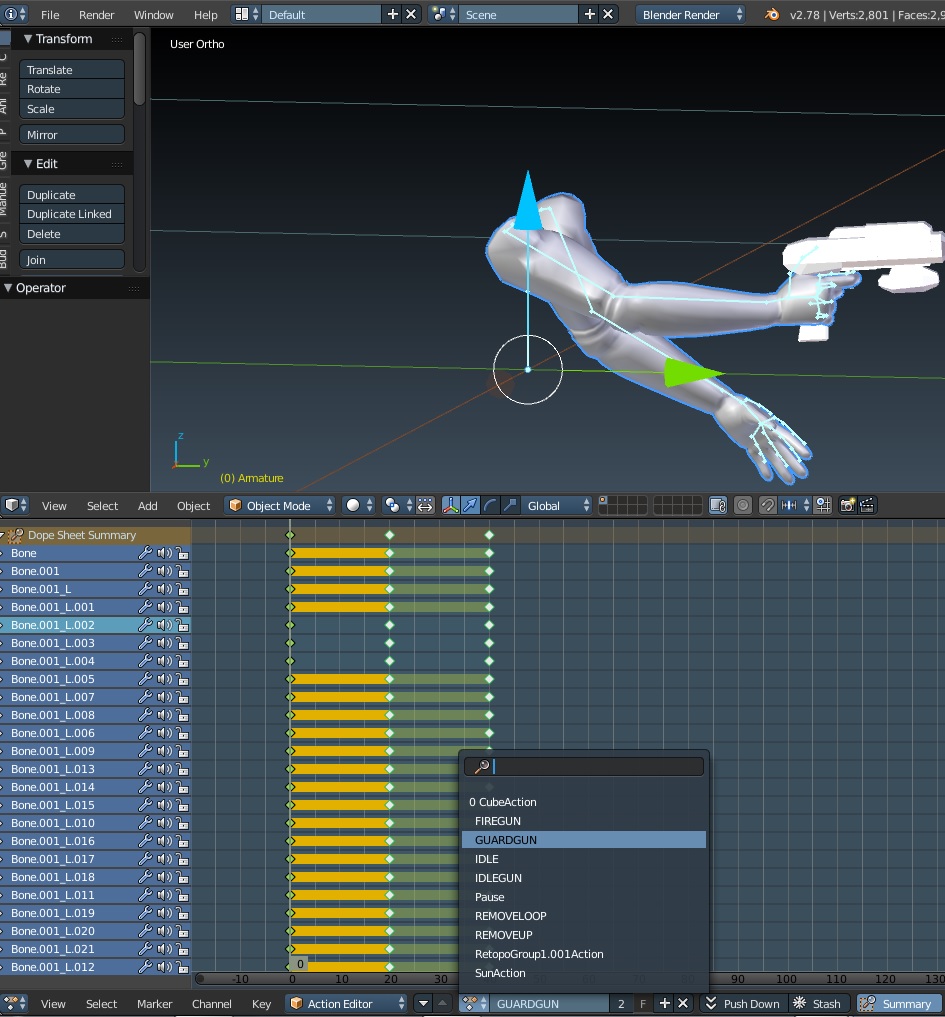 File Render Window Help Default Scene Blender Render v2.78 | Verts:2,801 | Faces:2,9
Transform
User Ortho
Translate
Rotate
Scale
Mirror
Edit
Duplicate
Duplicate Linked
Delete
Join
Operator
z
y
(0) Armature
View Select Add Object Object Mode Global
Dope Sheet Summary
Bone
Bone.001
Bone.001_L
Bone.001_L.001
Bone.001_L.002
Bone.001_L.003
Bone.001_L.004
Bone.001_L.005
Bone.001_L.007
Bone.001_L.008
Bone.001_L.006
Bone.001_L.009
Bone.001_L.013
Bone.001_L.014
Bone.001_L.015
Bone.001_L.010
Bone.001_L.016
Bone.001_L.017
Bone.001_L.018
Bone.001_L.011
Bone.001_L.019
Bone.001_L.020
Bone.001_L.021
Bone.001_L.012
0 CubeAction
FIREGUN
GUARDGUN
IDLE
IDLEGUN
Pause
REMOVELOOP
REMOVEUP
RetopoGroup1.001Action
SunAction
0
-10 0 10 20 30 90 100 110 120 130
View Select Marker Channel Key Action Editor GUARDGUN 2 F Push Down Stash Summary